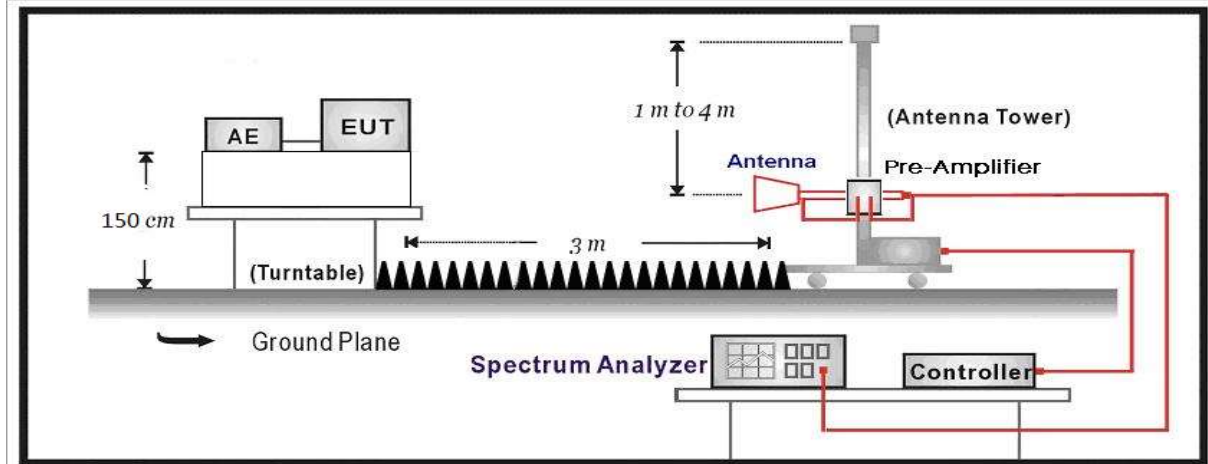 1 m to 4 m
(Antenna Tower)
AE
EUT
Antenna
Pre-Amplifier
150 cm
3 m
(Turntable)
Ground Plane
Spectrum Analyzer
Controller